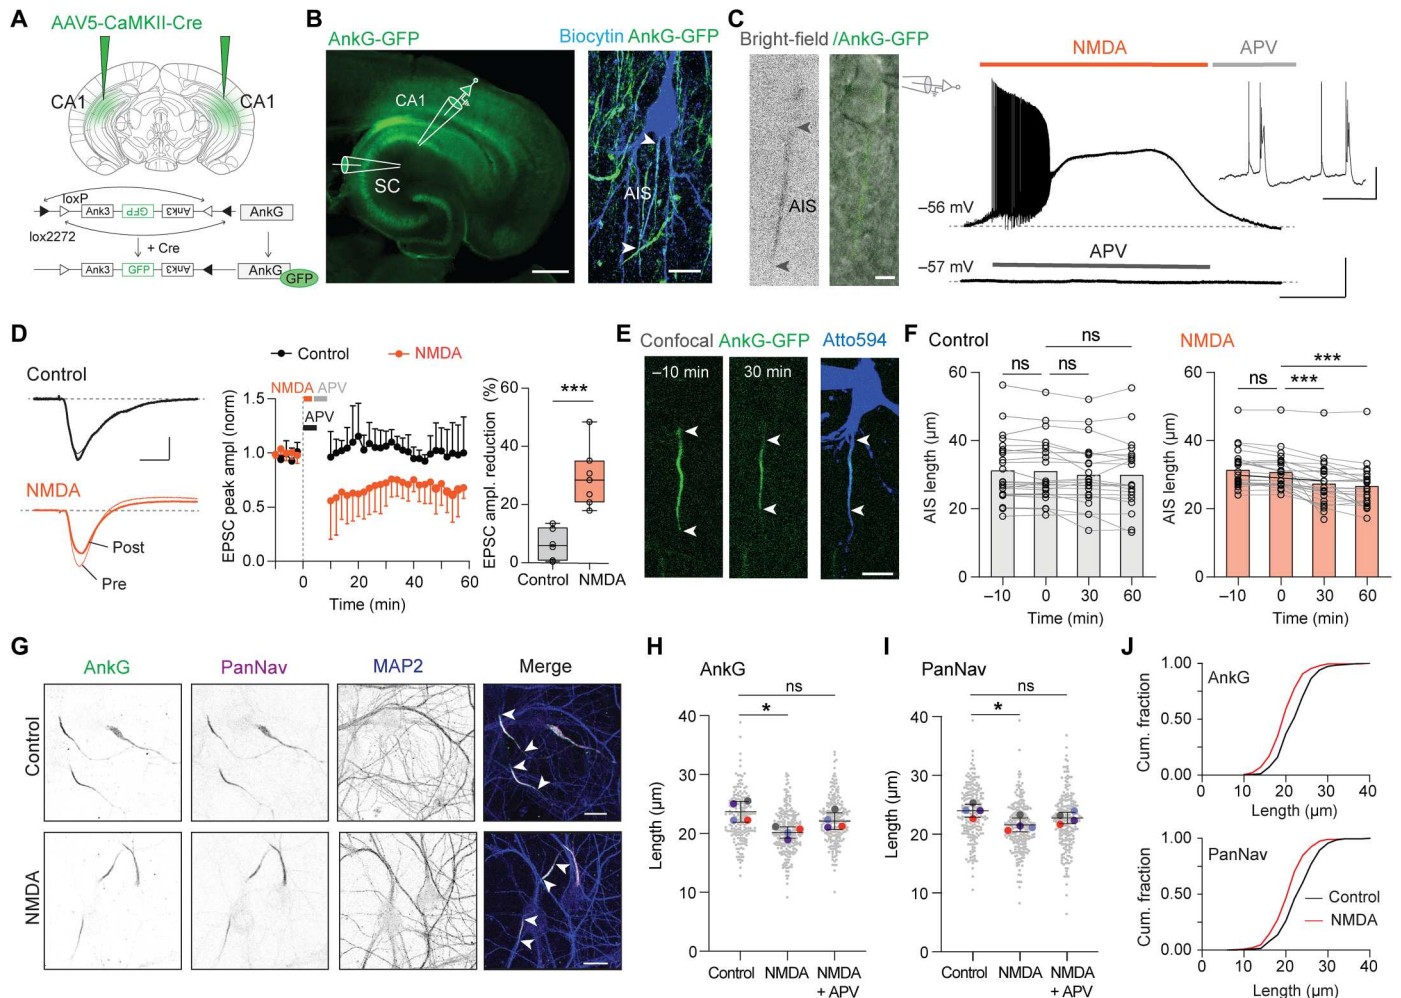 A
AAV5-CaMKII-Cre
CA1
CA1
loxP
Ank3
GFP
Ank3
AnkG
lox2272
+ Cre
Ank3
GFP
Ank3
AnkG
GFP
B
AnkG-GFP
Biocytin AnkG-GFP
CA1
SC
AIS
C
Bright-field /AnkG-GFP
AIS
NMDA
APV
–56 mV
APV
–57 mV
D
Control
NMDA
Post
Pre
Control
NMDA
NMDA
APV
APV
EPSC peak ampl (norm)
1.5
1.0
0.5
0.0
0
20
40
60
Time (min)
EPSC ampl. reduction (%)
60
40
20
0
***
Control
NMDA
E
Confocal AnkG-GFP Atto594
–10 min
30 min
F
Control
ns
ns
ns
AIS length (µm)
60
40
20
0
–10
0
30
60
Time (min)
NMDA
***
ns
***
AIS length (µm)
60
40
20
0
–10
0
30
60
Time (min)
G
AnkG
PanNav
MAP2
Merge
Control
NMDA
H
AnkG
ns
*
Length (µm)
40
30
20
10
0
Control
NMDA
NMDA
+ APV
I
PanNav
ns
*
Length (µm)
40
30
20
10
0
Control
NMDA
NMDA
+ APV
J
AnkG
Cum. fraction
1.00
0.50
0.00
0
10
20
30
40
Length (µm)
PanNav
Cum. fraction
1.00
0.50
0.00
Control
NMDA
0
10
20
30
40
Length (µm)